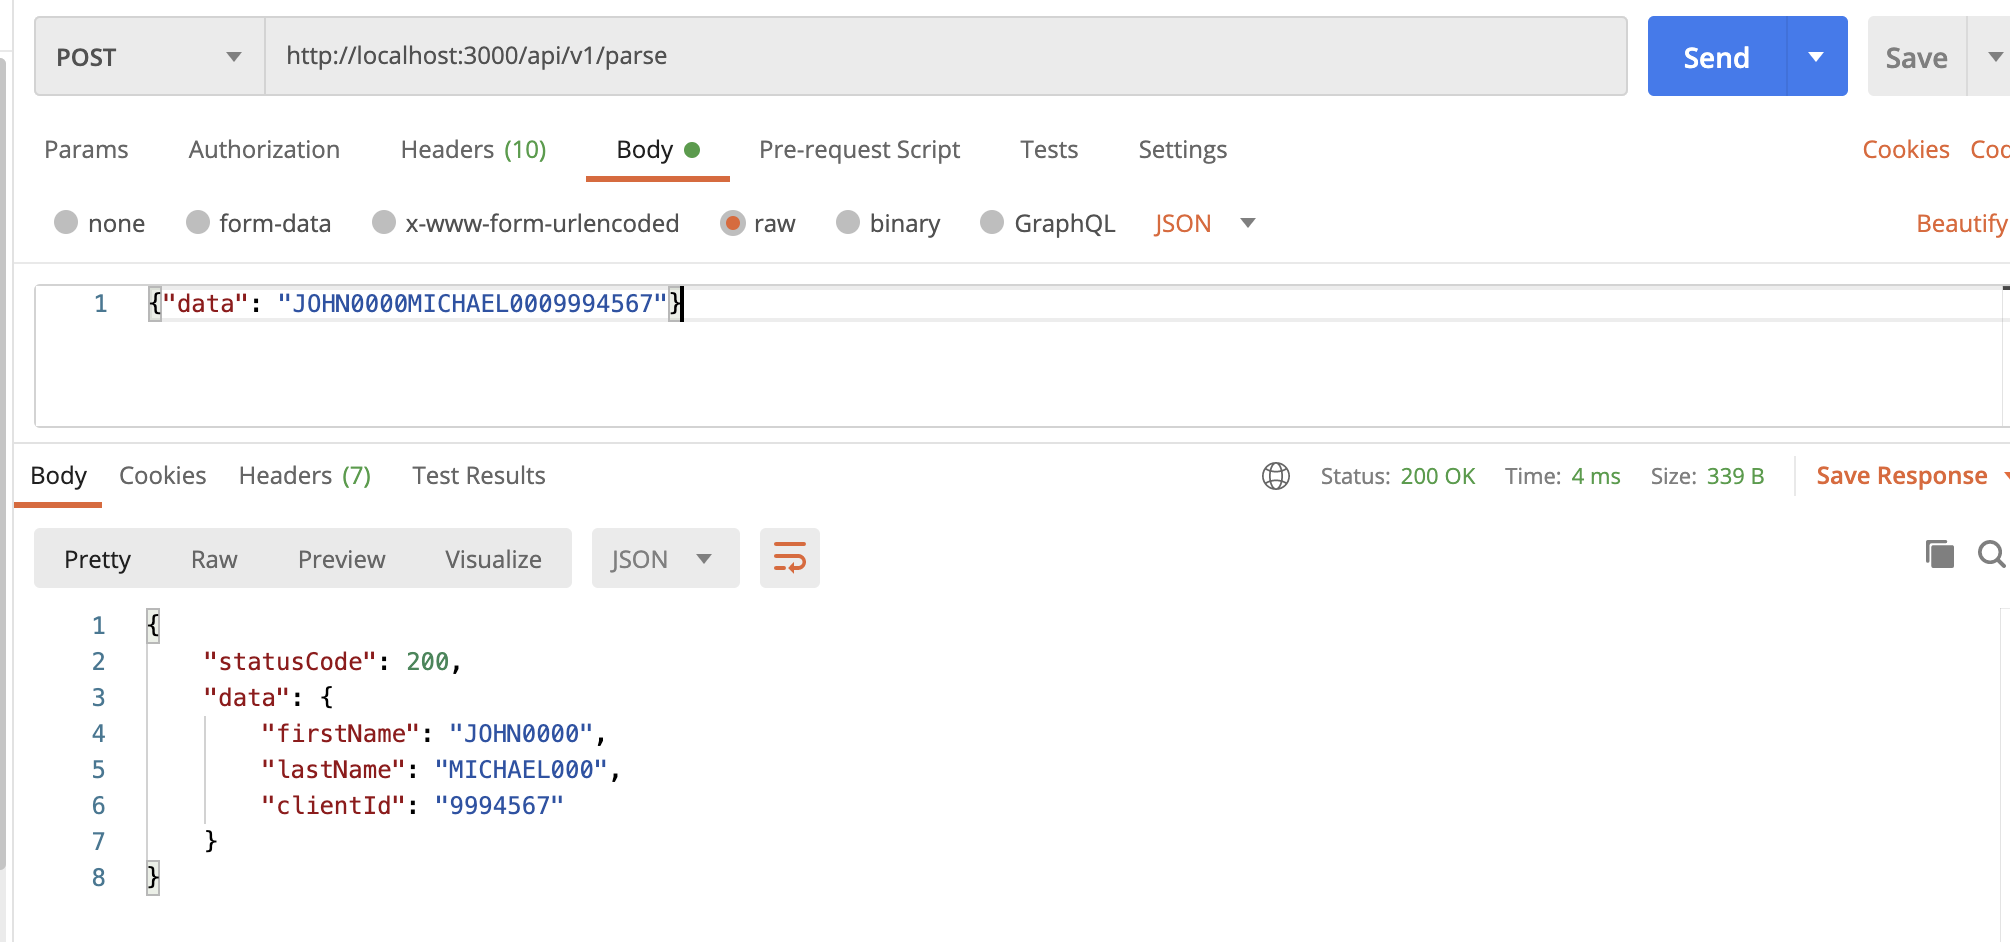 POST http://localhost:3000/api/v1/parse Send Save
Params Authorization Headers (10) Body Pre-request Script Tests Settings Cookies Cod
none form-data x-www-form-urlencoded raw binary GraphQL JSON Beautify
1 {"data": "JOHN0000MICHAEL0009994567"}
Body Cookies Headers (7) Test Results Status: 200 OK Time: 4 ms Size: 339 B Save Response
Pretty Raw Preview Visualize JSON
1 {
2 "statusCode": 200,
3 "data": {
4 "firstName": "JOHN0000",
5 "lastName": "MICHAEL000",
6 "clientId": "9994567"
7 }
8 }